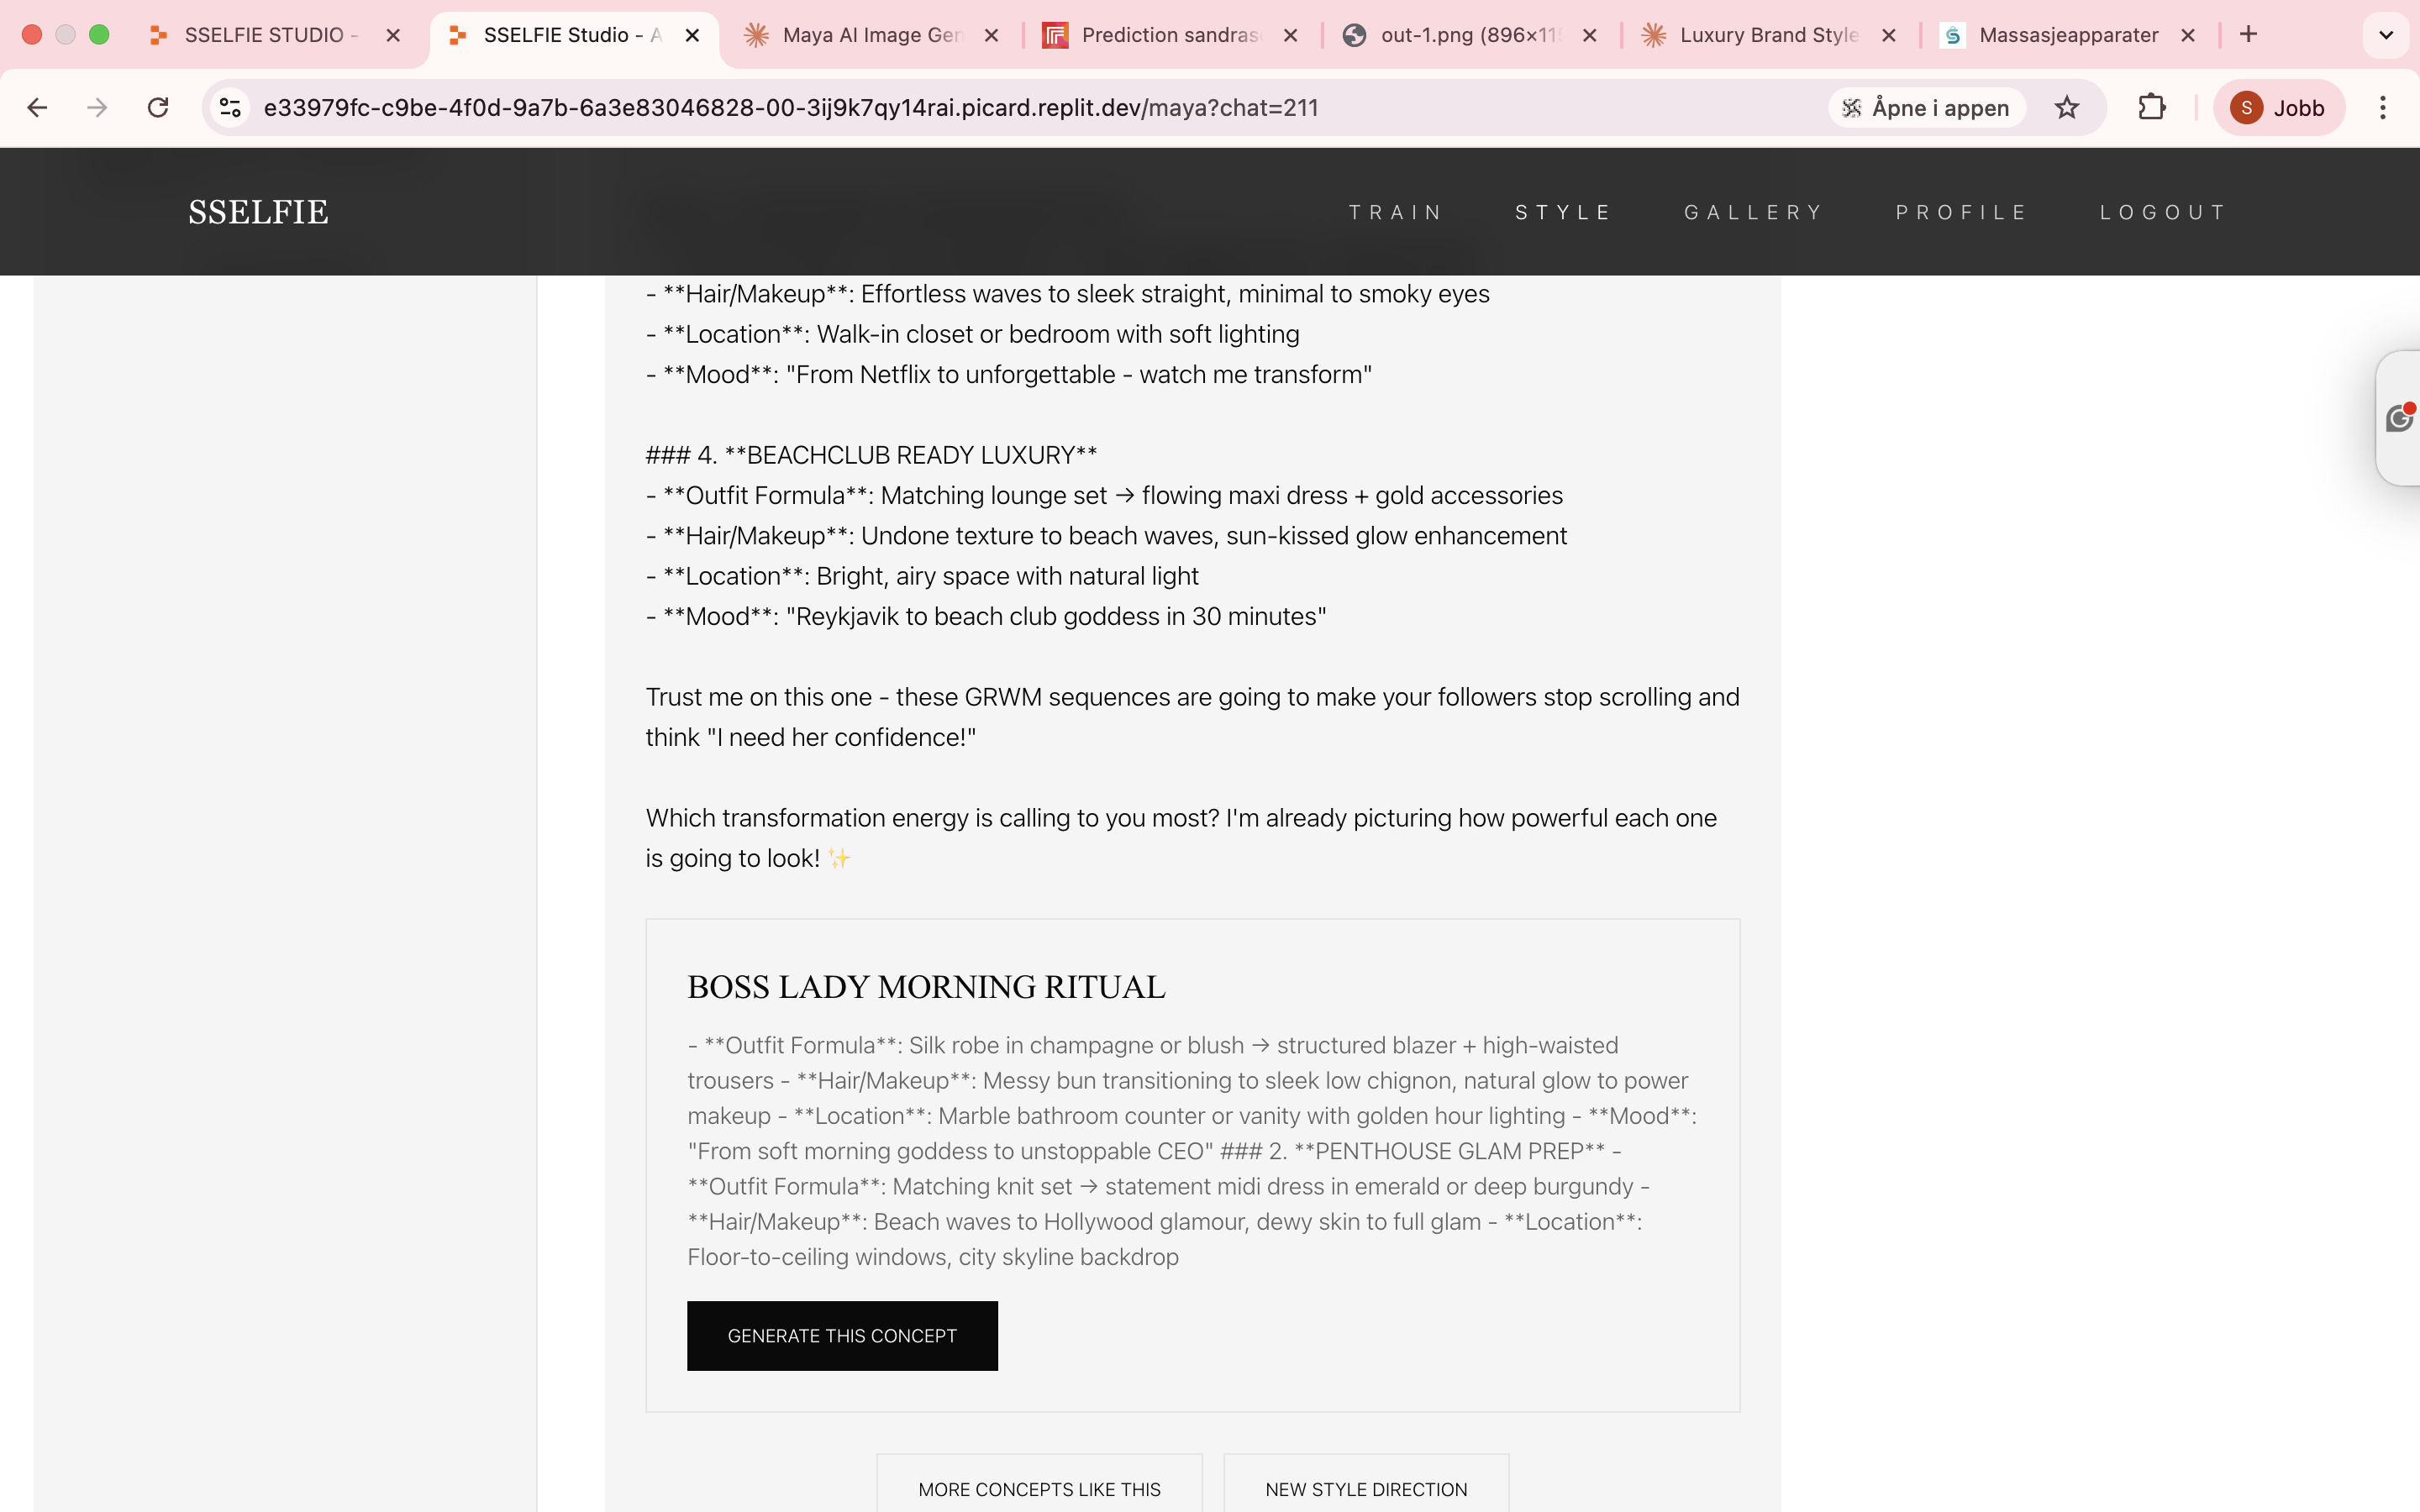 SSELFIE STUDIO -
SSELFIE Studio - A
Maya AI Image Gen
Prediction sandras
out-1.png (896×115
Luxury Brand Style
Massasjeapparater
e33979fc-c9be-4f0d-9a7b-6a3e83046828-00-3ij9k7qy14rai.picard.replit.dev/maya?chat=211
Åpne i appen
S
Jobb
SSELFIE
TRAIN
STYLE
GALLERY
PROFILE
LOGOUT
- **Hair/Makeup**: Effortless waves to sleek straight, minimal to smoky eyes
- **Location**: Walk-in closet or bedroom with soft lighting
- **Mood**: "From Netflix to unforgettable - watch me transform"
### 4. **BEACHCLUB READY LUXURY**
- **Outfit Formula**: Matching lounge set → flowing maxi dress + gold accessories
- **Hair/Makeup**: Undone texture to beach waves, sun-kissed glow enhancement
- **Location**: Bright, airy space with natural light
- **Mood**: "Reykjavik to beach club goddess in 30 minutes"
Trust me on this one - these GRWM sequences are going to make your followers stop scrolling and
think "I need her confidence!"
Which transformation energy is calling to you most? I'm already picturing how powerful each one
is going to look! ✨
BOSS LADY MORNING RITUAL
- **Outfit Formula**: Silk robe in champagne or blush → structured blazer + high-waisted
trousers - **Hair/Makeup**: Messy bun transitioning to sleek low chignon, natural glow to power
makeup - **Location**: Marble bathroom counter or vanity with golden hour lighting - **Mood**:
"From soft morning goddess to unstoppable CEO" ### 2. **PENTHOUSE GLAM PREP** -
**Outfit Formula**: Matching knit set → statement midi dress in emerald or deep burgundy -
**Hair/Makeup**: Beach waves to Hollywood glamour, dewy skin to full glam - **Location**:
Floor-to-ceiling windows, city skyline backdrop
GENERATE THIS CONCEPT
MORE CONCEPTS LIKE THIS
NEW STYLE DIRECTION